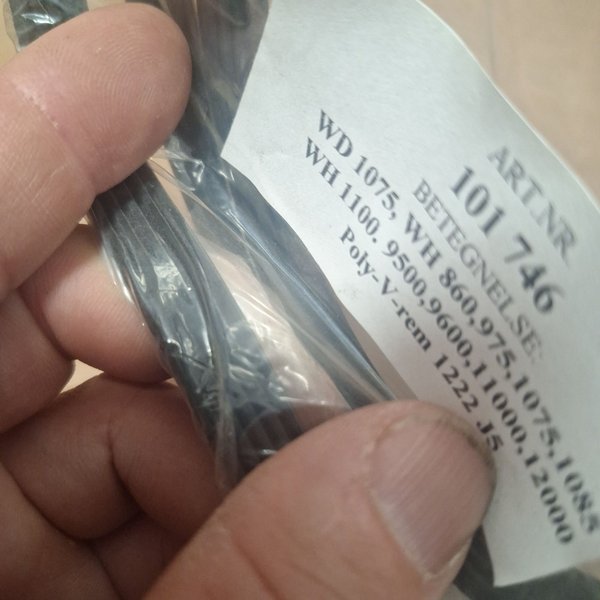 ART.NR
101 746
BETEGNELSE:
WD 1075, WH 860,975,1075,1085
WH 1100. 9500,9600,11000,12000
Poly-V-rem 1222 J5